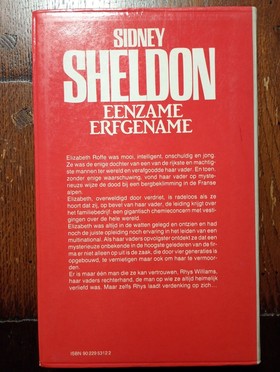 SIDNEY
SHELDON
EENZAME
ERFGENAME
Elizabeth Roffe was mooi, intelligent, onschuldig en jong.
Ze was de enige dochter van een van de rijkste en machtig-
ste mannen ter wereld en verafgoodde haar vader. En toen,
zonder enige waarschuwing, vond haar vader op myste-
rieuze wijze de dood bij een bergbeklimming in de Franse
alpen.
Elizabeth, overweldigd door verdriet, is radeloos als ze
hoort dat zij, op bevel van haar vader, de leiding krijgt over
het familiebedrijf: een gigantisch chemieconcern met vesti-
gingen over de hele wereld.
Elizabeth was altijd in de watten gelegd en ontzien en had
noch de juiste opleiding noch ervaring in het leiden van een
multinational. Als haar vaders opvolgster ontdekt ze dat een
mysterieuze onbekende in de hoogste gelederen van de fir-
ma er niet alleen op uit is de zaak, die door vier generaties is
opgebouwd, te vernietigen maar ook om haar te vermoor-
den.
Er is maar één man die ze kan vertrouwen, Rhys Williams,
haar vaders rechterhand, de man op wie ze altijd heimelijk
verliefd was. Maar zelfs Rhys laadt verdenking op zich...